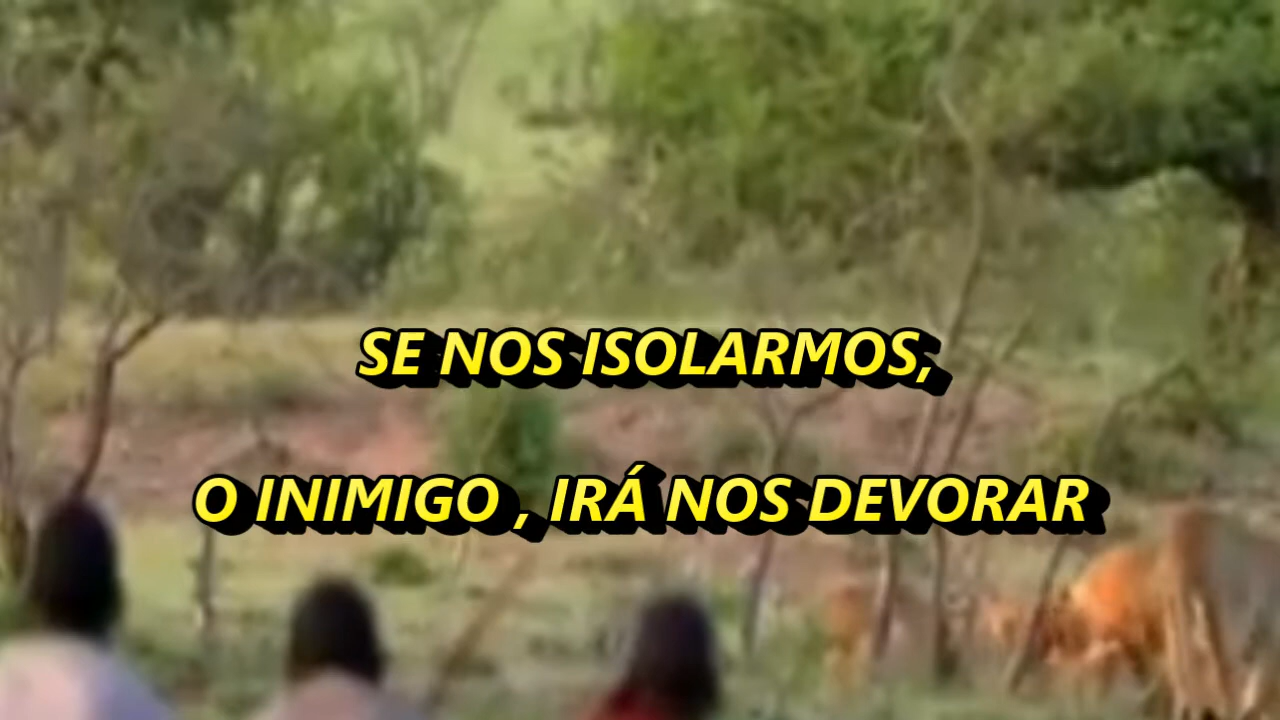 SE NOS ISOLARMOS,
O INIMIGO , IRÁ NOS DEVORAR